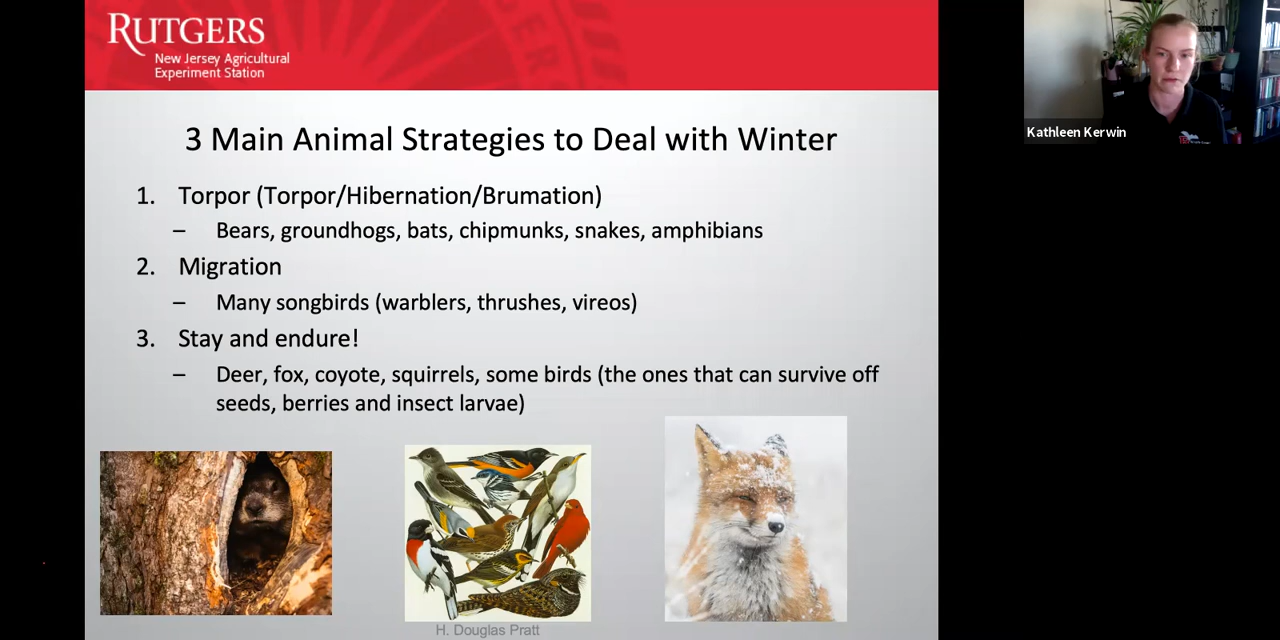 RUTGERS
New Jersey Agricultural
Experiment Station
Kathleen Kerwin
3 Main Animal Strategies to Deal with Winter
1. Torpor (Torpor/Hibernation/Brumation)
– Bears, groundhogs, bats, chipmunks, snakes, amphibians
2. Migration
– Many songbirds (warblers, thrushes, vireos)
3. Stay and endure!
– Deer, fox, coyote, squirrels, some birds (the ones that can survive off
seeds, berries and insect larvae)
H. Douglas Pratt